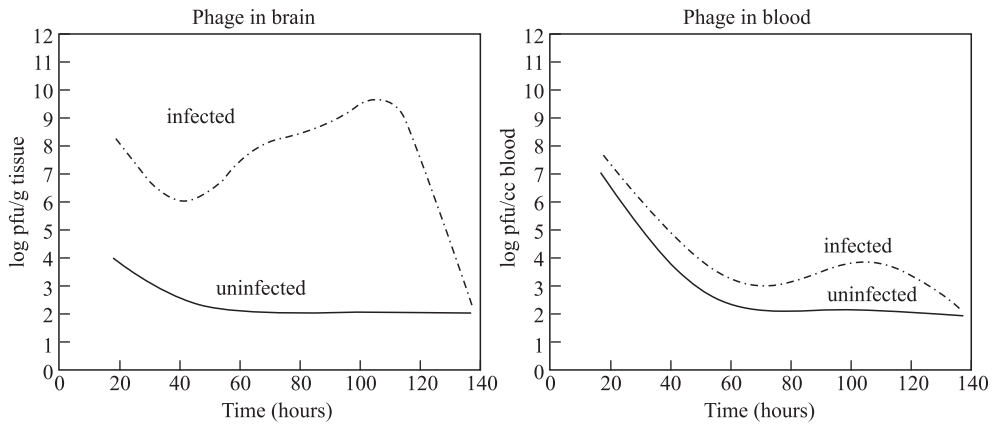 Phage in brain
12
11
10
9
8
7
6
5
4
3
2
1
0
log pfu/g tissue
infected
uninfected
0 20 40 60 80 100 120 140
Time (hours)
Phage in blood
12
11
10
9
8
7
6
5
4
3
2
1
0
log pfu/cc blood
infected
uninfected
0 20 40 60 80 100 120 140
Time (hours)